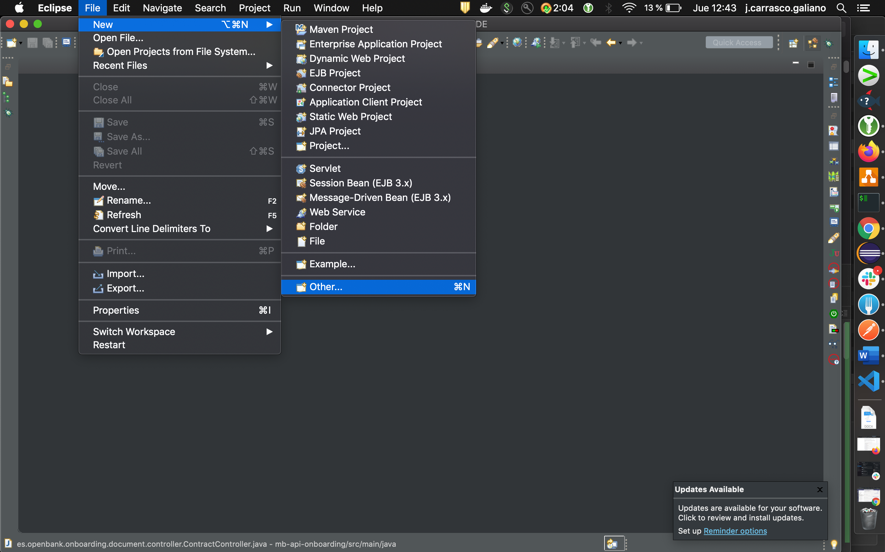 Eclipse File Edit Navigate Search Project Run Window Help 2:04 13 % Jue 12:43 j.carrasco.galiano
New ⌥⌘N
Open File...
Open Projects from File System...
Recent Files
Close ⌘W
Close All ⇧⌘W
Save ⌘S
Save As...
Save All ⇧⌘S
Revert
Move...
Rename... F2
Refresh F5
Convert Line Delimiters To
Print... ⌘P
Import...
Export...
Properties ⌘I
Switch Workspace
Restart
Maven Project
Enterprise Application Project
Dynamic Web Project
EJB Project
Connector Project
Application Client Project
Static Web Project
JPA Project
Project...
Servlet
Session Bean (EJB 3.x)
Message-Driven Bean (EJB 3.x)
Web Service
Folder
File
Example...
Other... ⌘N
DE
Quick Access
Updates Available x
Updates are available for your software.
Click to review and install updates.
Set up Reminder options
es.openbank.onboarding.document.controller.ContractController.java - mb-api-onboarding/src/main/java